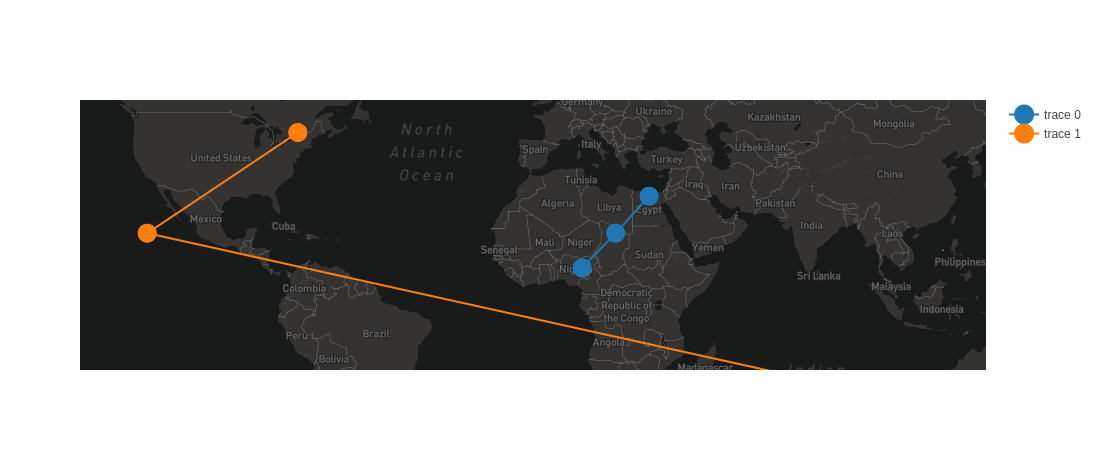 Germany
Ukraine
Kazakhstan
Mongolia
North
Atlantic
Ocean
United States
Spain
Italy
Turkey
Uzbekistan
China
Tunisia
Iraq
Iran
Pakistan
Algeria
Libya
Egypt
Mexico
Cuba
India
Laos
Senegal
Mali
Niger
Sudan
Yemen
Philippines
Sri Lanka
Malaysia
Colombia
Democratic
Republic of
the Congo
Indonesia
Peru
Brazil
Angola
Bolivia
Madagascar
Indian
trace 0
trace 1